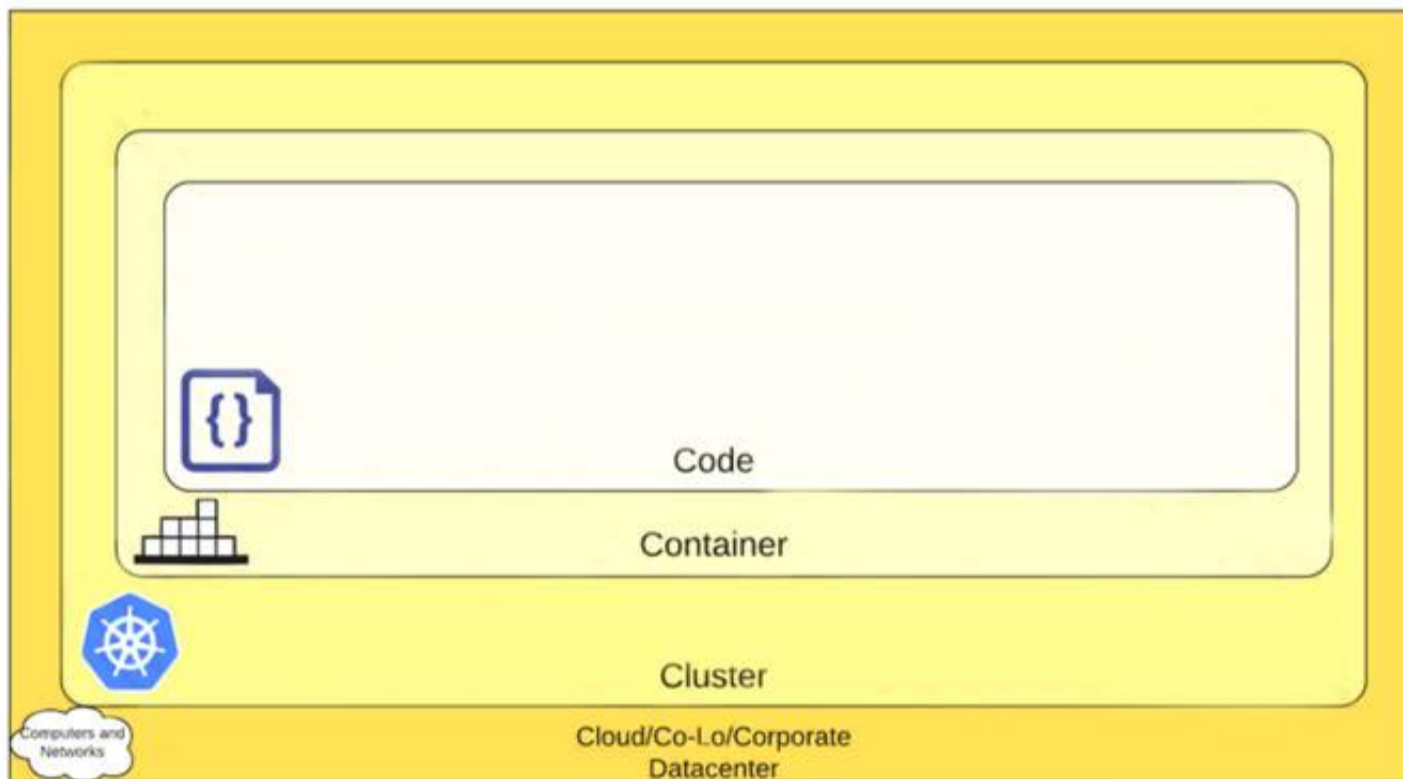 {}
Code
Container
Cluster
Computers and
Networks
Cloud/Co-Lo/Corporate
Datacenter